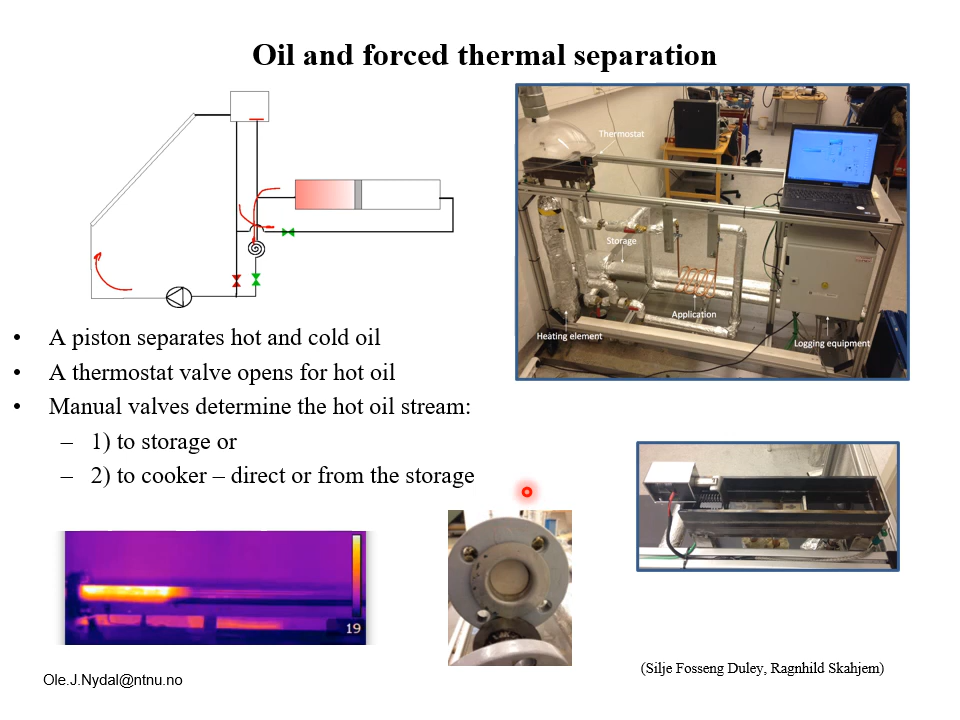 Oil and forced thermal separation
Thermostat
Storage
Application
Heating element
Logging equipment
• A piston separates hot and cold oil
• A thermostat valve opens for hot oil
• Manual valves determine the hot oil stream:
– 1) to storage or
– 2) to cooker – direct or from the storage
19
(Silje Fosseng Duley, Ragnhild Skahjem)
Ole.J.Nydal@ntnu.no